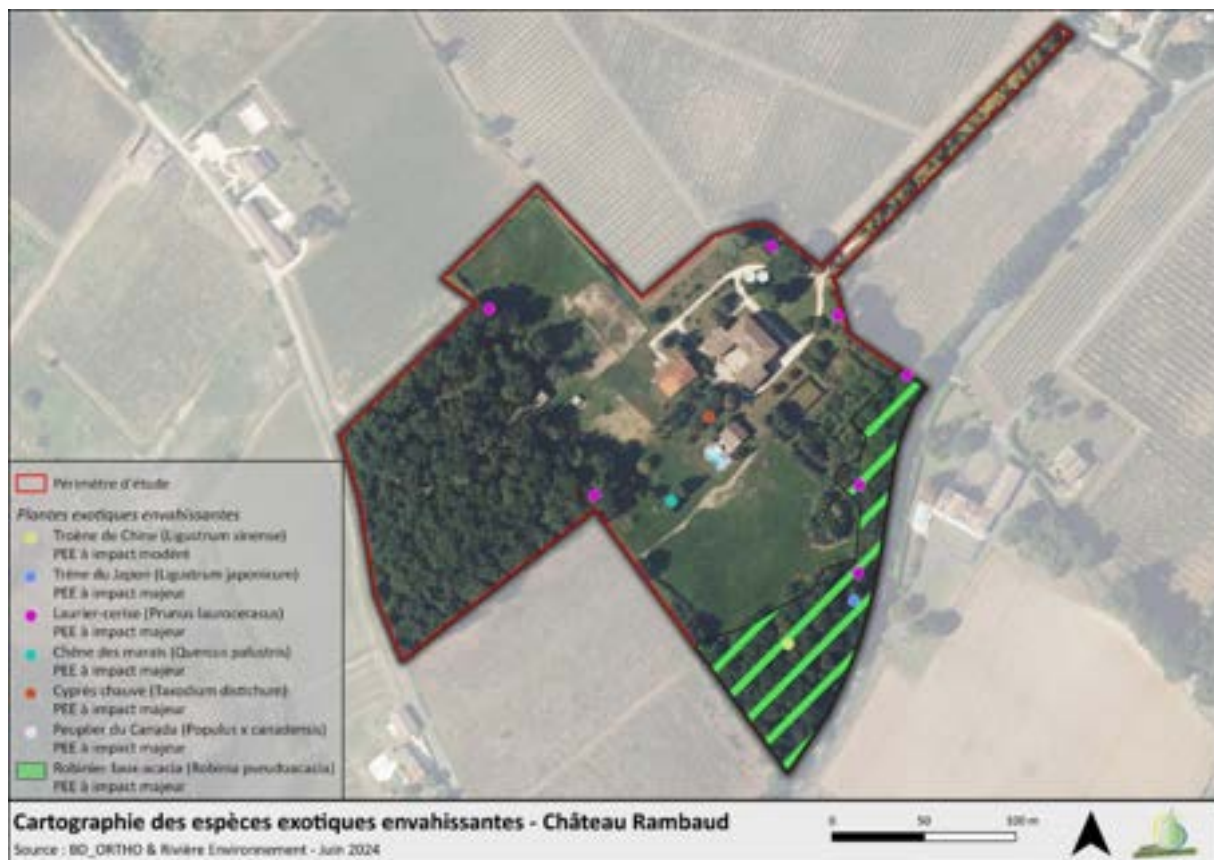 Périmètre d'étude
Plantes exotiques envahissantes
Troène de Chine (Ligustrum sinense)
PEE à impact modéré
Trène du Japon (Ligustrum japonicum)
PEE à impact majeur
Laurier-cerise (Prunus laurocerasus)
PEE à impact majeur
Chêne des marais (Quercus palustris)
PEE à impact majeur
Cyprès chauve (Taxodium distichum)
PEE à impact majeur
Peuplier du Canada (Populus x canadensis)
PEE à impact majeur
Robinier faux-acacia (Robinia pseudoacacia)
PEE à impact majeur
Cartographie des espèces exotiques envahissantes - Château Rambaud
0 50 100 m
Source : BD_ORTHO & Rivière Environnement - Juin 2024